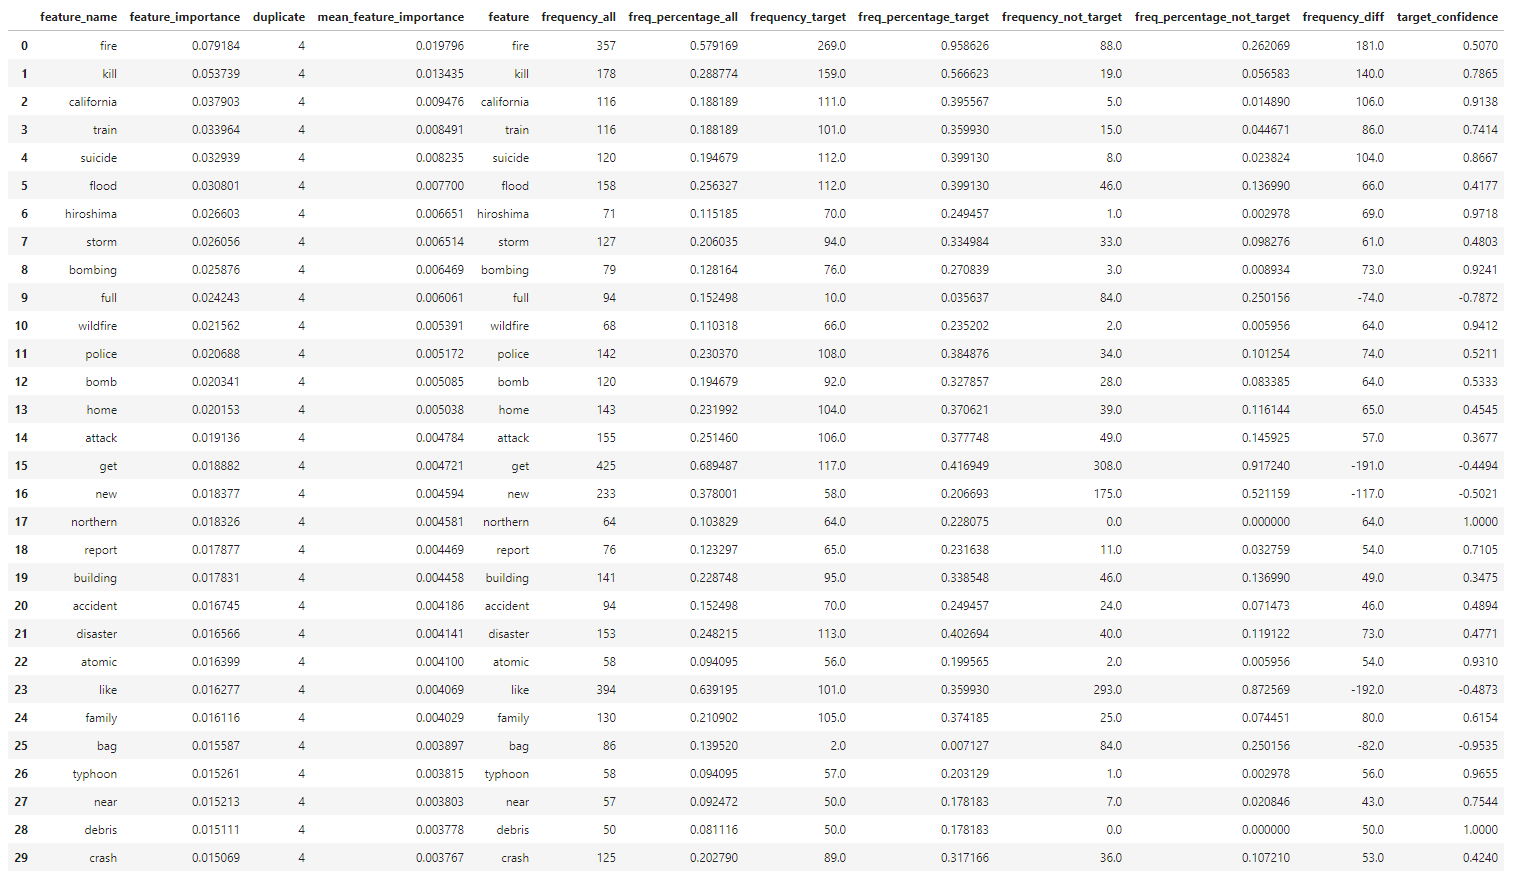 feature_name feature_importance duplicate mean_feature_importance feature frequency_all freq_percentage_all frequency_target freq_percentage_target frequency_not_target freq_percentage_not_target frequency_diff target_confidence
0 fire 0.079184 4 0.019796 fire 357 0.579169 269.0 0.958626 88.0 0.262069 181.0 0.5070
1 kill 0.053739 4 0.013435 kill 178 0.288774 159.0 0.566623 19.0 0.056583 140.0 0.7865
2 california 0.037903 4 0.009476 california 116 0.188189 111.0 0.395567 5.0 0.014890 106.0 0.9138
3 train 0.033964 4 0.008491 train 116 0.188189 101.0 0.359930 15.0 0.044671 86.0 0.7414
4 suicide 0.032939 4 0.008235 suicide 120 0.194679 112.0 0.399130 8.0 0.023824 104.0 0.8667
5 flood 0.030801 4 0.007700 flood 158 0.256327 112.0 0.399130 46.0 0.136990 66.0 0.4177
6 hiroshima 0.026603 4 0.006651 hiroshima 71 0.115185 70.0 0.249457 1.0 0.002978 69.0 0.9718
7 storm 0.026056 4 0.006514 storm 127 0.206035 94.0 0.334984 33.0 0.098276 61.0 0.4803
8 bombing 0.025876 4 0.006469 bombing 79 0.128164 76.0 0.270839 3.0 0.008934 73.0 0.9241
9 full 0.024243 4 0.006061 full 94 0.152498 10.0 0.035637 84.0 0.250156 -74.0 -0.7872
10 wildfire 0.021562 4 0.005391 wildfire 68 0.110318 66.0 0.235202 2.0 0.005956 64.0 0.9412
11 police 0.020688 4 0.005172 police 142 0.230370 108.0 0.384876 34.0 0.101254 74.0 0.5211
12 bomb 0.020341 4 0.005085 bomb 120 0.194679 92.0 0.327857 28.0 0.083385 64.0 0.5333
13 home 0.020153 4 0.005038 home 143 0.231992 104.0 0.370621 39.0 0.116144 65.0 0.4545
14 attack 0.019136 4 0.004784 attack 155 0.251460 106.0 0.377748 49.0 0.145925 57.0 0.3677
15 get 0.018882 4 0.004721 get 425 0.689487 117.0 0.416949 308.0 0.917240 -191.0 -0.4494
16 new 0.018377 4 0.004594 new 233 0.378001 58.0 0.206693 175.0 0.521159 -117.0 -0.5021
17 northern 0.018326 4 0.004581 northern 64 0.103829 64.0 0.228075 0.0 0.000000 64.0 1.0000
18 report 0.017877 4 0.004469 report 76 0.123297 65.0 0.231638 11.0 0.032759 54.0 0.7105
19 building 0.017831 4 0.004458 building 141 0.228748 95.0 0.338548 46.0 0.136990 49.0 0.3475
20 accident 0.016745 4 0.004186 accident 94 0.152498 70.0 0.249457 24.0 0.071473 46.0 0.4894
21 disaster 0.016566 4 0.004141 disaster 153 0.248215 113.0 0.402694 40.0 0.119122 73.0 0.4771
22 atomic 0.016399 4 0.004100 atomic 58 0.094095 56.0 0.199565 2.0 0.005956 54.0 0.9310
23 like 0.016277 4 0.004069 like 394 0.639195 101.0 0.359930 293.0 0.872569 -192.0 -0.4873
24 family 0.016116 4 0.004029 family 130 0.210902 105.0 0.374185 25.0 0.074451 80.0 0.6154
25 bag 0.015587 4 0.003897 bag 86 0.139520 2.0 0.007127 84.0 0.250156 -82.0 -0.9535
26 typhoon 0.015261 4 0.003815 typhoon 58 0.094095 57.0 0.203129 1.0 0.002978 56.0 0.9655
27 near 0.015213 4 0.003803 near 57 0.092472 50.0 0.178183 7.0 0.020846 43.0 0.7544
28 debris 0.015111 4 0.003778 debris 50 0.081116 50.0 0.178183 0.0 0.000000 50.0 1.0000
29 crash 0.015069 4 0.003767 crash 125 0.202790 89.0 0.317166 36.0 0.107210 53.0 0.4240